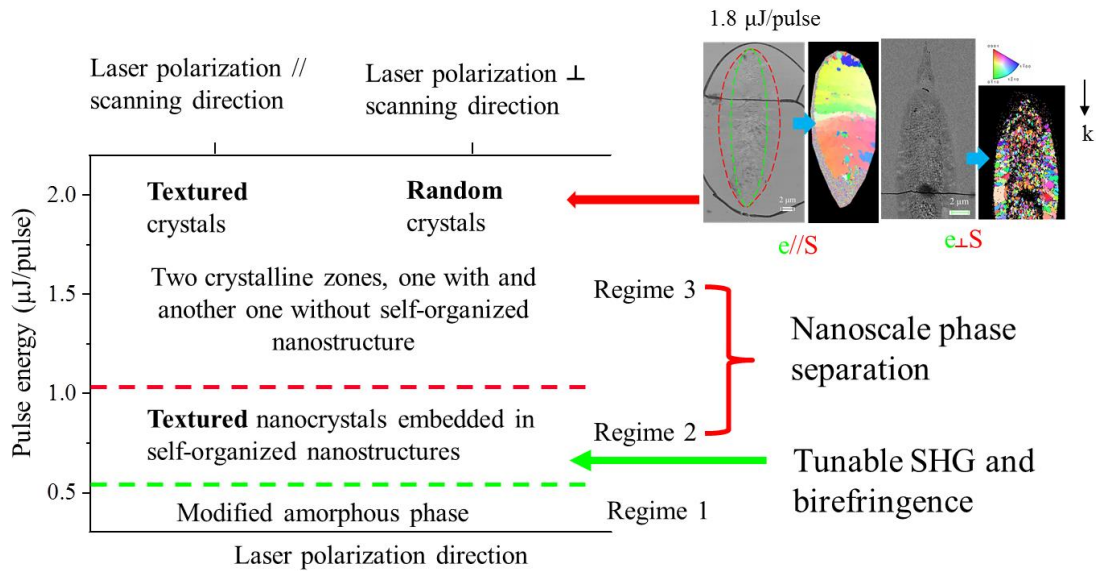 1.8 μJ/pulse
Laser polarization //
scanning direction
Laser polarization ⊥
scanning direction
k
2.0
Textured
crystals
Random
crystals
2 μm
2 μm
e//S
e⊥S
Two crystalline zones, one with and
another one without self-organized
nanostructure
1.5
Regime 3
Nanoscale phase
separation
Pulse energy (μJ/pulse)
1.0
Textured nanocrystals embedded in
self-organized nanostructures
Regime 2
Tunable SHG and
birefringence
0.5
Modified amorphous phase
Regime 1
Laser polarization direction